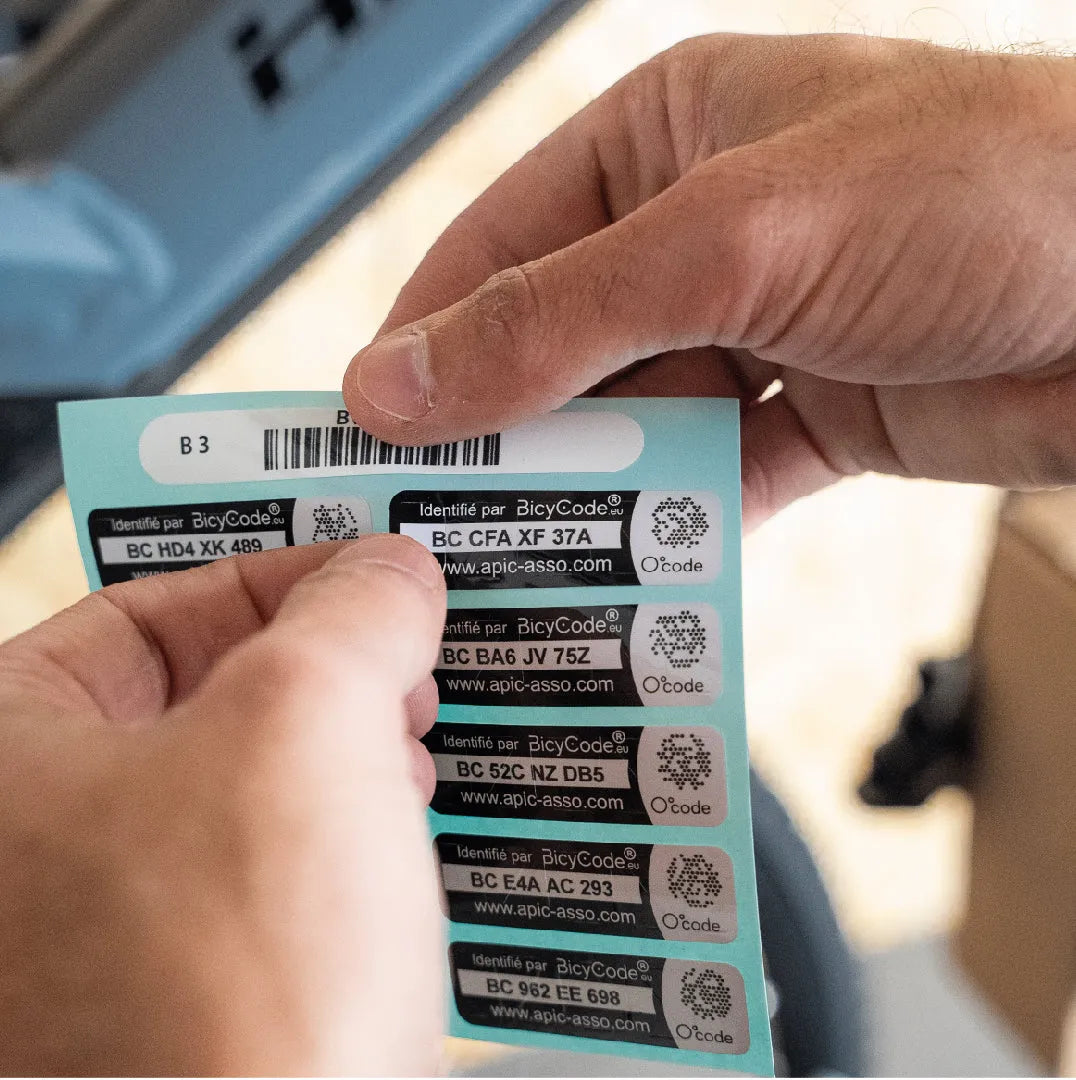 B 3
Identifié par BicyCode®.eu
BC HD4 XK 489
Identifié par BicyCode®.eu
BC CFA XF 37A
www.apic-asso.com
O°code
entifié par BicyCode®.eu
BC BA6 JV 75Z
www.apic-asso.com
O°code
Identifié par BicyCode®.eu
BC 52C NZ DB5
www.apic-asso.com
O°code
Identifié par BicyCode®.eu
BC E4A AC 293
www.apic-asso.com
O°code
Identifié par BicyCode®.eu
BC 962 EE 698
www.apic-asso.com
O°code